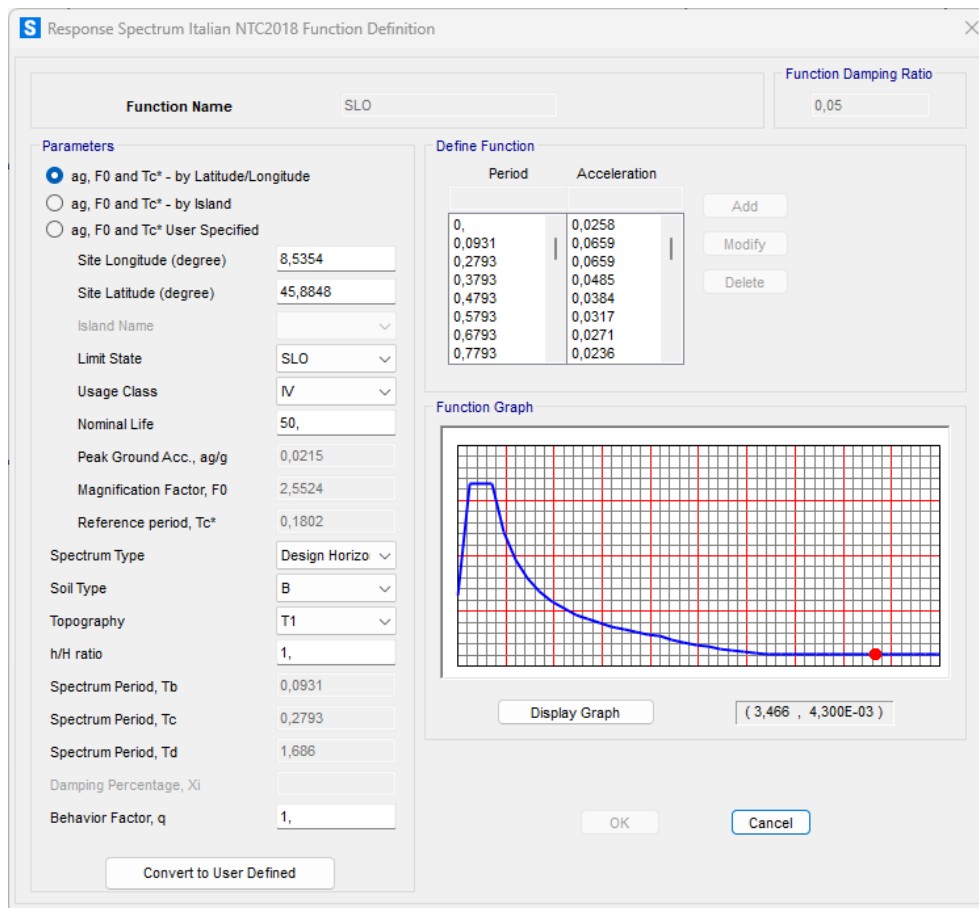 S Response Spectrum Italian NTC2018 Function Definition
Function Name SLO
Function Damping Ratio
0,05
Parameters
ag, F0 and Tc* - by Latitude/Longitude
ag, F0 and Tc* - by Island
ag, F0 and Tc* User Specified
Site Longitude (degree) 8,5354
Site Latitude (degree) 45,8848
Island Name
Limit State SLO
Usage Class IV
Nominal Life 50,
Peak Ground Acc., ag/g 0,0215
Magnification Factor, F0 2,5524
Reference period, Tc* 0,1802
Spectrum Type Design Horizo
Soil Type B
Topography T1
h/H ratio 1,
Spectrum Period, Tb 0,0931
Spectrum Period, Tc 0,2793
Spectrum Period, Td 1,686
Damping Percentage, Xi
Behavior Factor, q 1,
Convert to User Defined
Define Function
Period Acceleration
0, 0,0258
0,0931 0,0659
0,2793 0,0659
0,3793 0,0485
0,4793 0,0384
0,5793 0,0317
0,6793 0,0271
0,7793 0,0236
Add
Modify
Delete
Function Graph
Display Graph (3,466 , 4,300E-03 )
OK Cancel